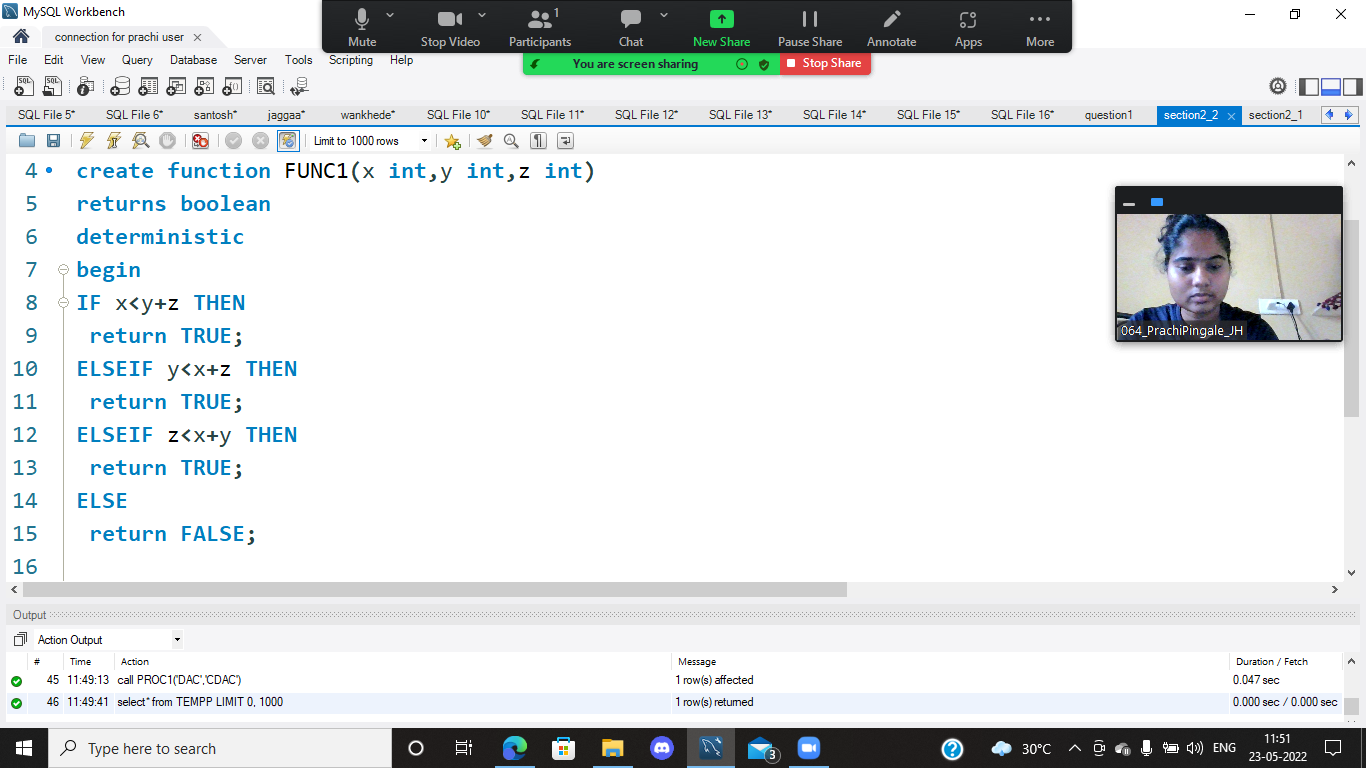 MySQL Workbench
connection for prachi user
Mute
Stop Video
1
Participants
Chat
New Share
Pause Share
Annotate
Apps
More
You are screen sharing
Stop Share
File Edit View Query Database Server Tools Scripting Help
SQL File 5* SQL File 6* santosh* jaggaa* wankhede* SQL File 10* SQL File 11* SQL File 12* SQL File 13* SQL File 14* SQL File 15* SQL File 16* question1 section2_2 section2_1
Limit to 1000 rows
4 create function FUNC1(x int,y int,z int)
5 returns boolean
6 deterministic
7 begin
8 IF x<y+z THEN
9 return TRUE;
10 ELSEIF y<x+z THEN
11 return TRUE;
12 ELSEIF z<x+y THEN
13 return TRUE;
14 ELSE
15 return FALSE;
16
064_PrachiPingale_JH
Output
Action Output
# Time Action Message Duration / Fetch
45 11:49:13 call PROC1('DAC','CDAC') 1 row(s) affected 0.047 sec
46 11:49:41 select* from TEMPP LIMIT 0, 1000 1 row(s) returned 0.000 sec / 0.000 sec
Type here to search
3
30°C
ENG
11:51
23-05-2022